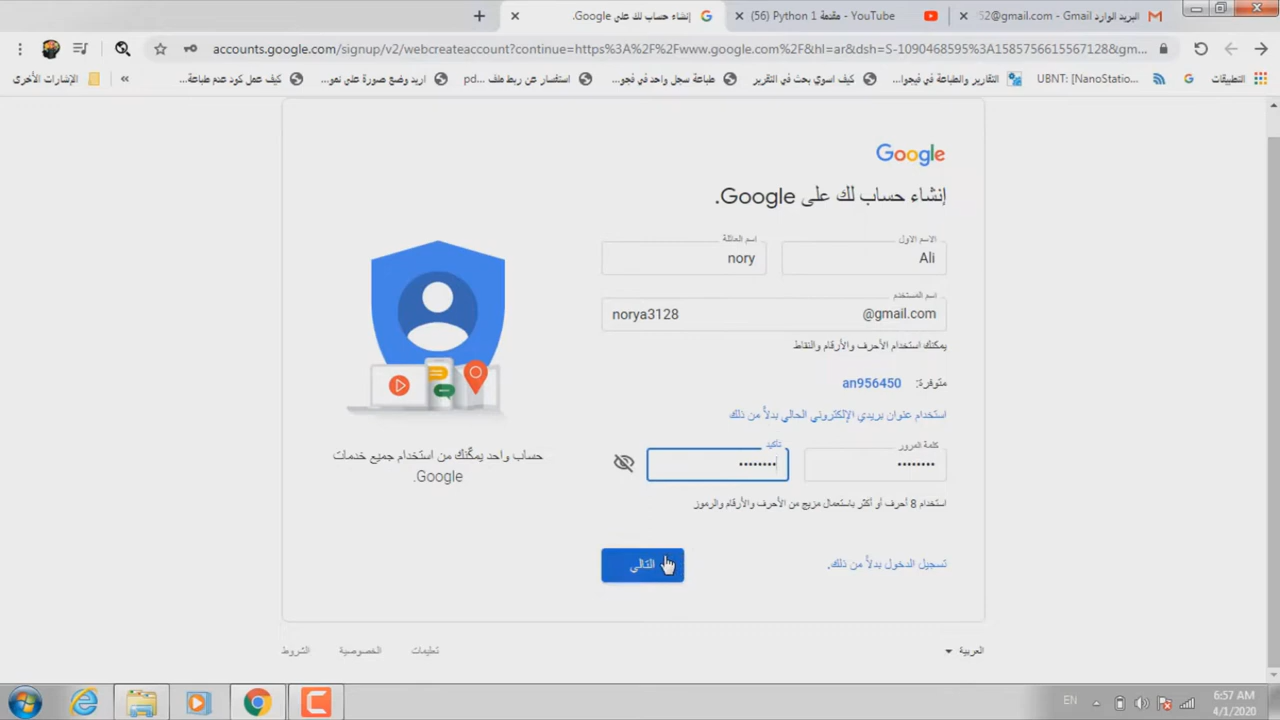 البريد الوارد 52@gmail.com - Gmail
(56) Python 1 مقدمة - YouTube
إنشاء حساب لك على Google.
accounts.google.com/signup/v2/webcreateaccount?continue=https%3A%2F%2Fwww.google.com%2F&hl=ar&dsh=S-1090468595%3A1585756615567128&gm...
التطبيقات
UBNT: [NanoStatio...
التقارير والطباعة في فيجوا...
كيف اسوي بحث في التقرير
طباعة سجل واحد في فجو...
استفسار عن ربط ملف pd...
اريد وضع صورة على نمو...
كيف عمل كود عدم طباعة...
»
الإشارات الأخرى
Google
إنشاء حساب لك على Google.
الاسم الأول
اسم العائلة
Ali
nory
اسم المستخدم
norya3128 @gmail.com
يمكنك استخدام الأحرف والأرقام والنقاط
متوفرة: an956450
استخدام عنوان بريدي الإلكتروني الحالي بدلاً من ذلك
كلمة المرور
تأكيد
••••••••
••••••••
استخدام 8 أحرف أو أكثر باستعمال مزيج من الأحرف والأرقام والرموز
حساب واحد يمكّنك من استخدام جميع خدمات
Google.
تسجيل الدخول بدلاً من ذلك.
التالي
العربية
تعليمات
الخصوصية
الشروط
EN
6:57 AM
4/1/2020